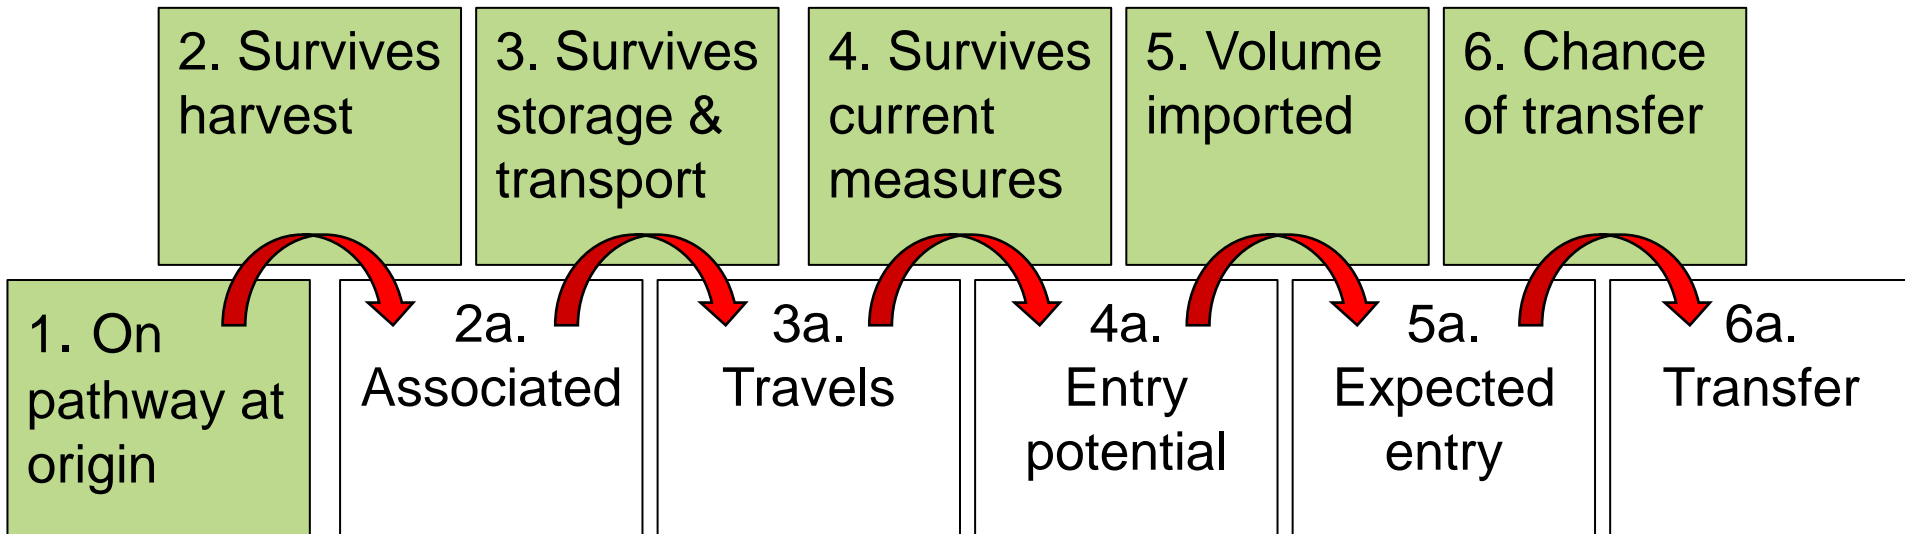 2. Survives
harvest
3. Survives
storage &
transport
4. Survives
current
measures
5. Volume
imported
6. Chance
of transfer
1. On
pathway at
origin
2a.
Associated
3a.
Travels
4a.
Entry
potential
5a.
Expected
entry
6a.
Transfer